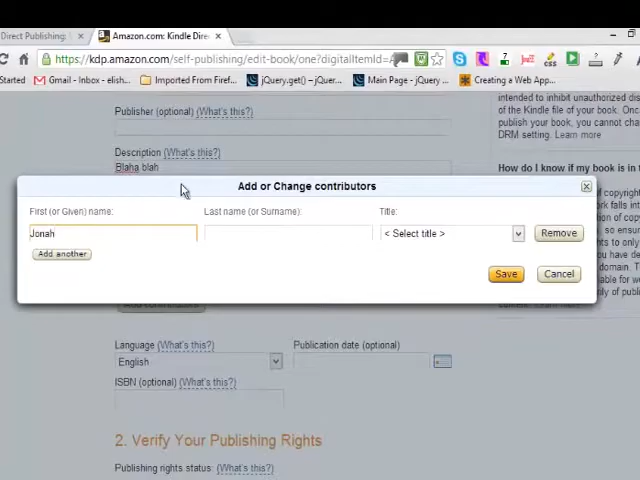 Direct Publishing: Amazon.com: Kindle Dire
https://kdp.amazon.com/self-publishing/edit-book/one?digitalItemId=
Started Gmail - Inbox - elish Imported From Firef jQuery.get() – jQuer Main Page – jQuery Creating a Web App...
Publisher (optional) (What's this?)
Description (What's this?)
Blaha blah
intended to inhibit unauthorized dis
of the Kindle file of your book. Onc
publish your book, you cannot cha
DRM setting. Learn more
How do I know if my book is in t
Add or Change contributors
First (or Given) name: Last name (or Surname): Title:
Jonah < Select title > Remove
Add another
Save Cancel
Add contributors
Language (What's this?) Publication date (optional)
English
ISBN (optional) (What's this?)
2. Verify Your Publishing Rights
Publishing rights status: (What's this?)